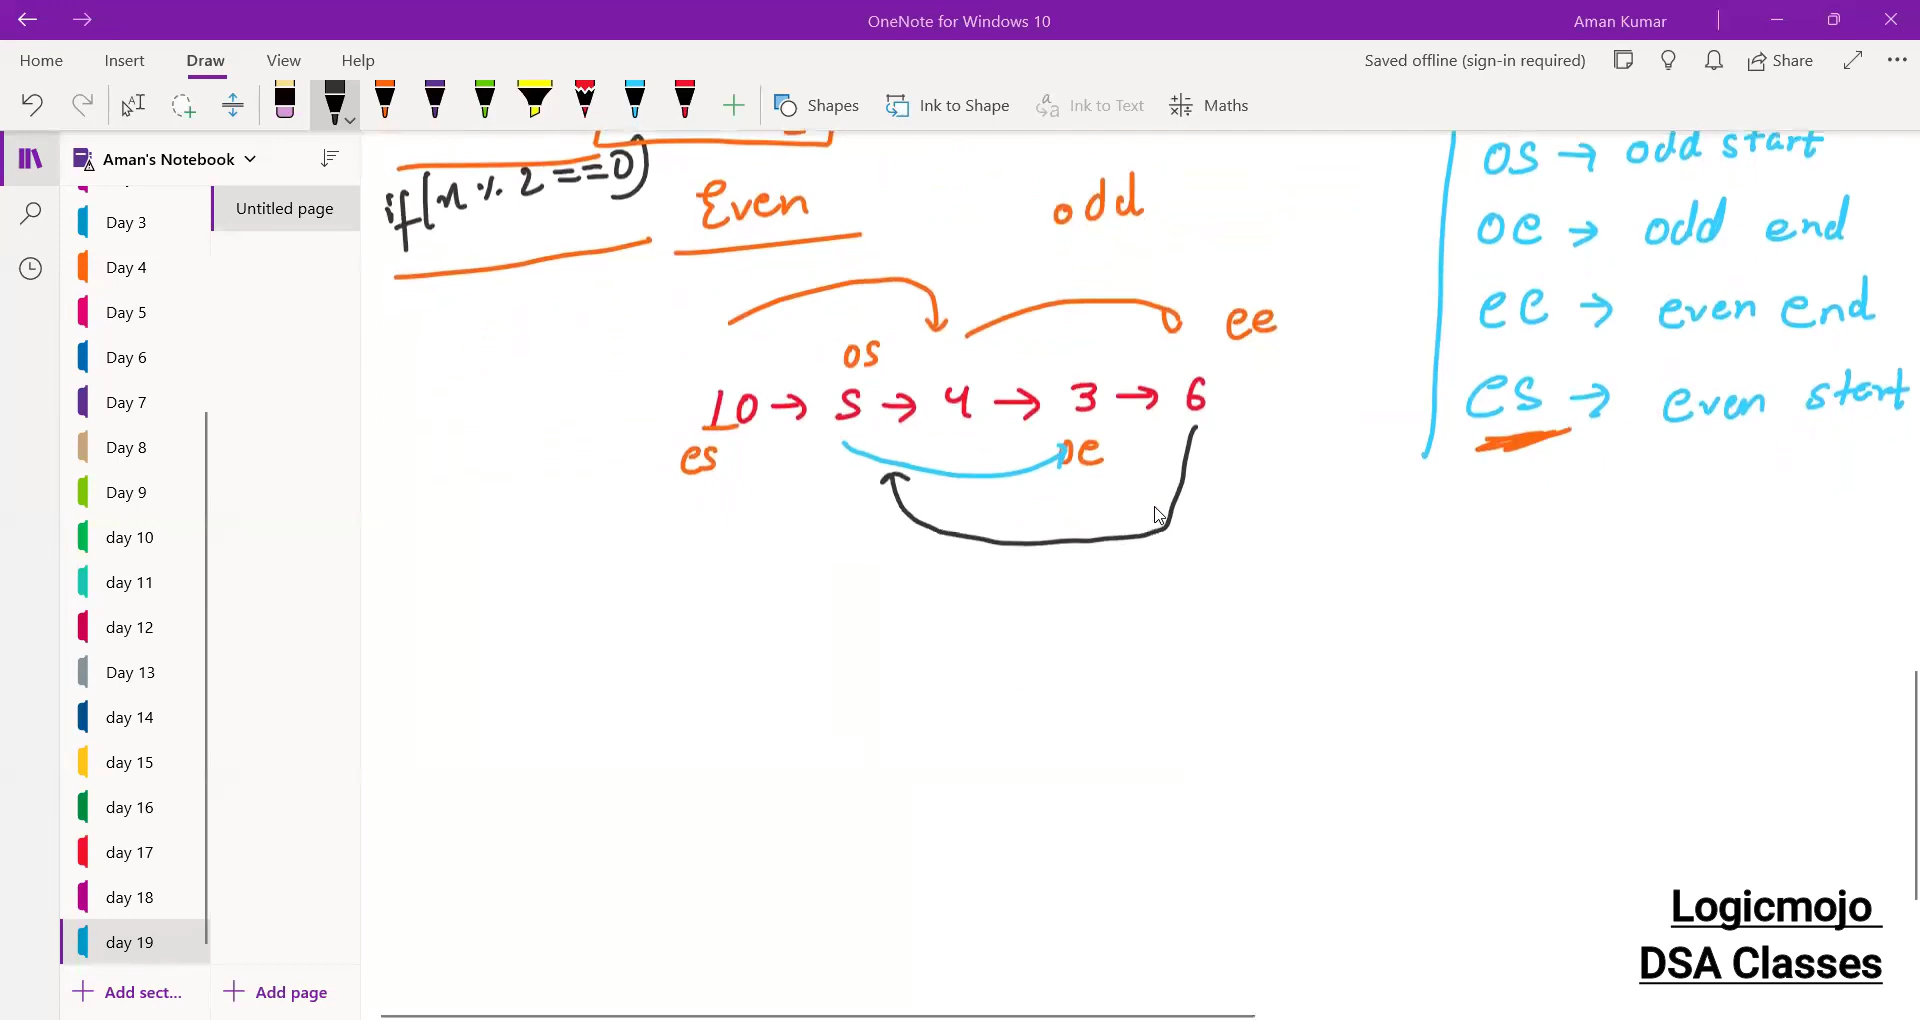 OneNote for Windows 10
Aman Kumar
Home Insert Draw View Help
Saved offline (sign-in required)
Share
Shapes
Ink to Shape
Ink to Text
Maths
Aman's Notebook
Untitled page
Day 3
Day 4
Day 5
Day 6
Day 7
Day 8
Day 9
day 10
day 11
day 12
Day 13
day 14
day 15
day 16
day 17
day 18
day 19
Add sect...
Add page
if(n % 2 == 0)
Even
odd
os
ee
10 → 5 → 4 → 3 → 6
es
oe
os → odd start
oe → odd end
ee → even end
es → even start
Logicmojo
DSA Classes